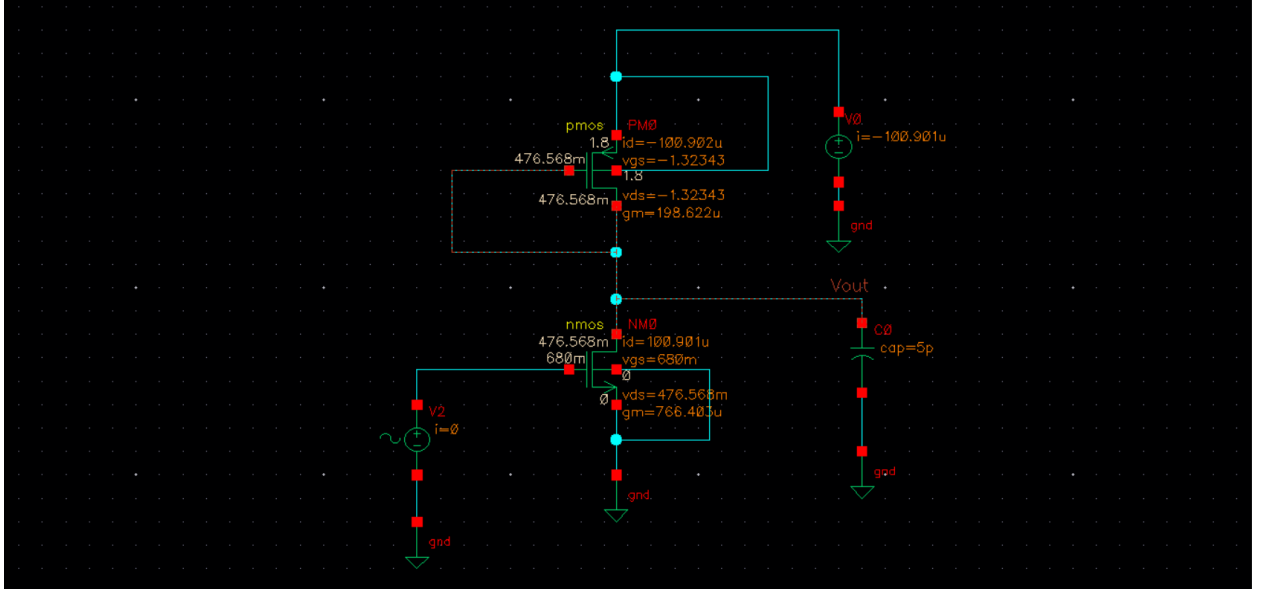 pmos PM0
1.8 id=-100.902u
476.568m vgs=-1.32343
1.8
476.568m vds=-1.32343
gm=198.622u
V0
i=-100.901u
gnd
Vout
nmos NM0
476.568m id=100.901u
680m vgs=680m
0
0 vds=476.568m
gm=766.403u
C0
cap=5p
V2
i=0
gnd
gnd
gnd